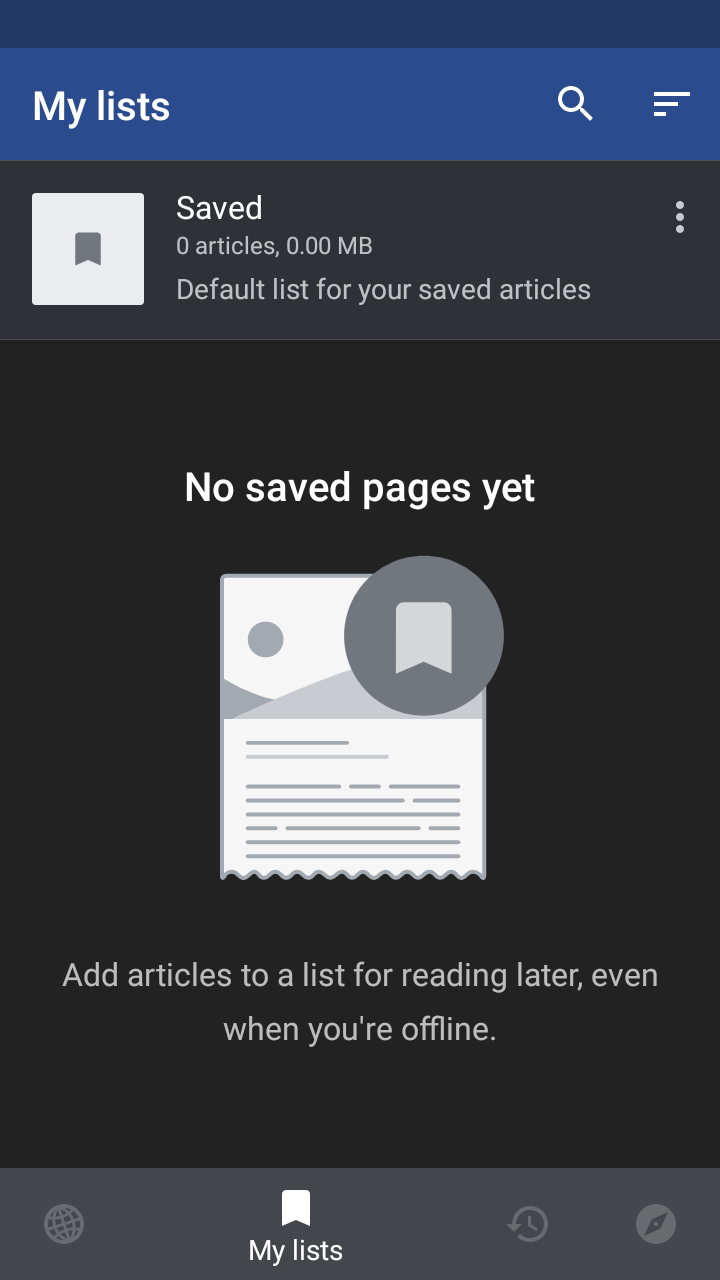 My lists
Saved
0 articles, 0.00 MB
Default list for your saved articles
No saved pages yet
Add articles to a list for reading later, even
when you're offline.
My lists